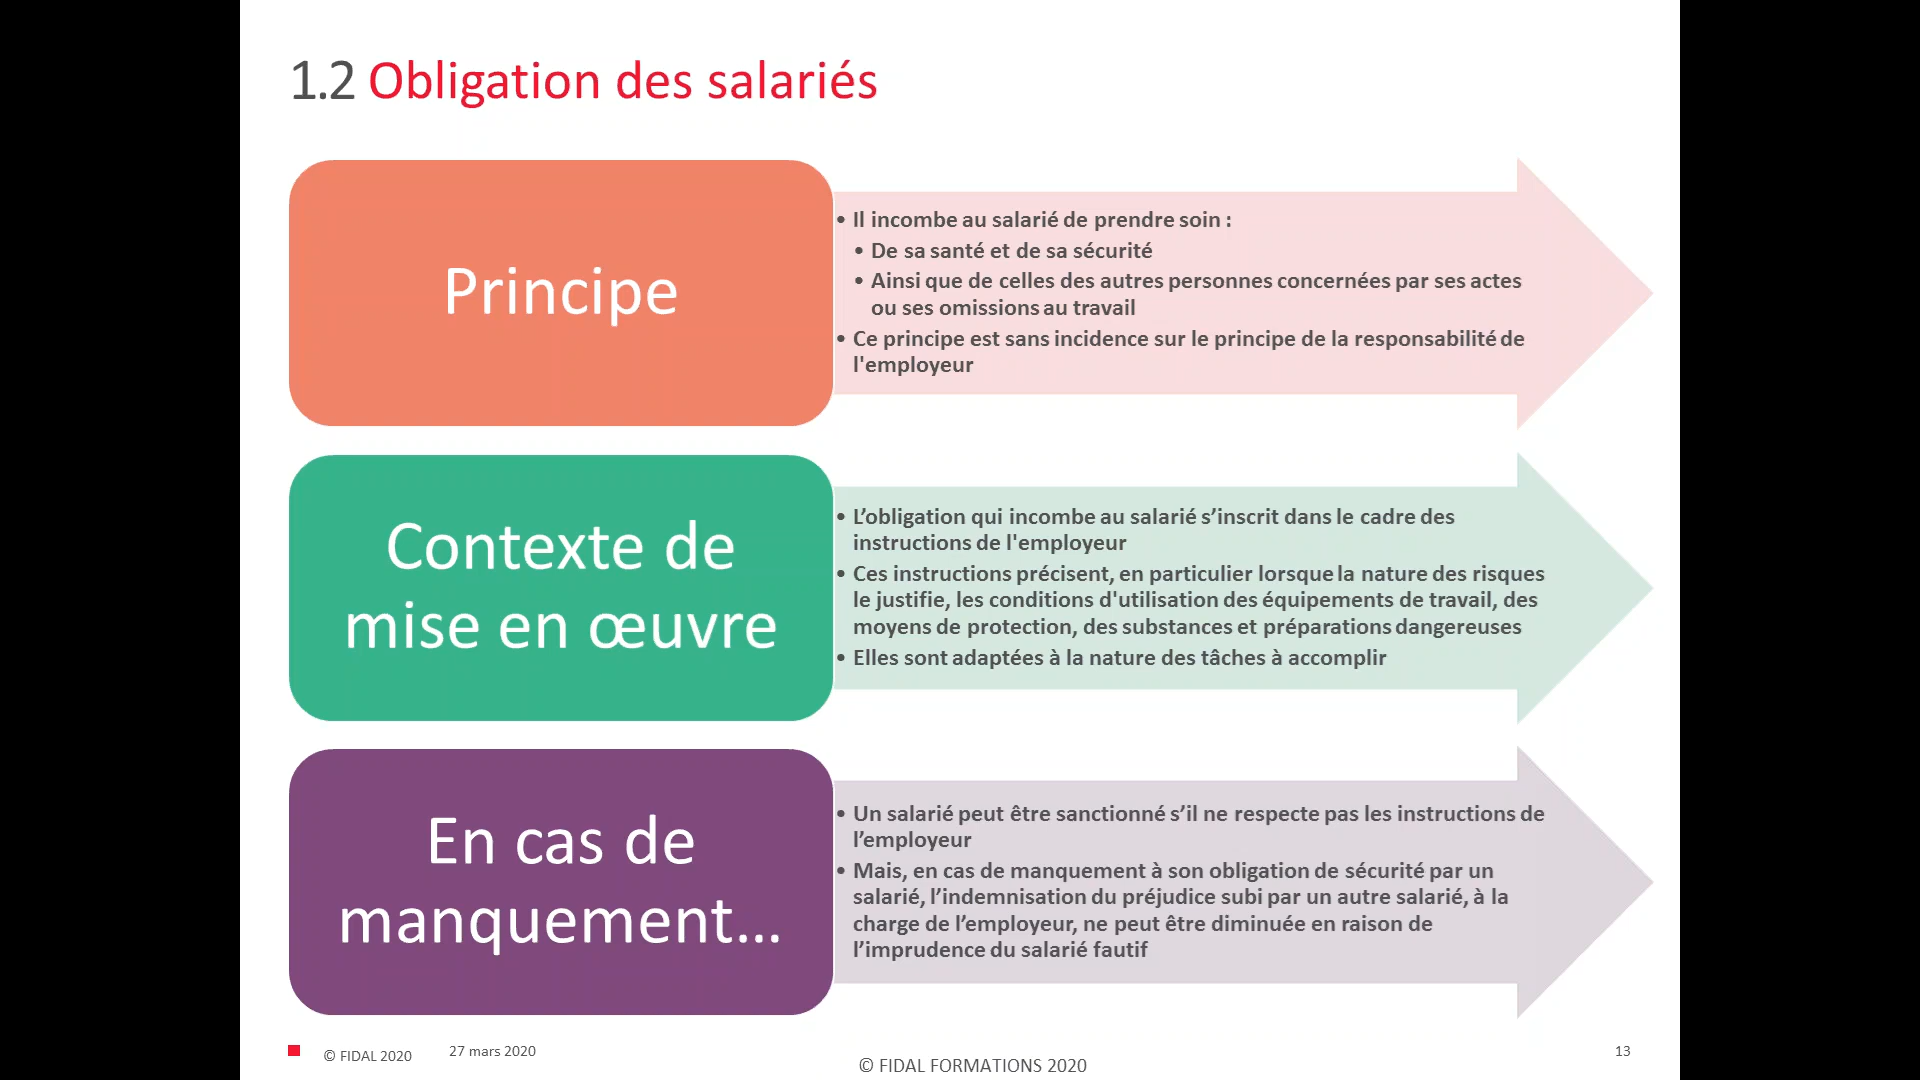 1.2 Obligation des salariés
Principe
• Il incombe au salarié de prendre soin :
• De sa santé et de sa sécurité
• Ainsi que de celles des autres personnes concernées par ses actes
ou ses omissions au travail
• Ce principe est sans incidence sur le principe de la responsabilité de
l'employeur
Contexte de
mise en œuvre
• L’obligation qui incombe au salarié s’inscrit dans le cadre des
instructions de l'employeur
• Ces instructions précisent, en particulier lorsque la nature des risques
le justifie, les conditions d'utilisation des équipements de travail, des
moyens de protection, des substances et préparations dangereuses
• Elles sont adaptées à la nature des tâches à accomplir
En cas de
manquement...
• Un salarié peut être sanctionné s’il ne respecte pas les instructions de
l’employeur
• Mais, en cas de manquement à son obligation de sécurité par un
salarié, l’indemnisation du préjudice subi par un autre salarié, à la
charge de l’employeur, ne peut être diminuée en raison de
l’imprudence du salarié fautif
© FIDAL 2020
27 mars 2020
© FIDAL FORMATIONS 2020
13